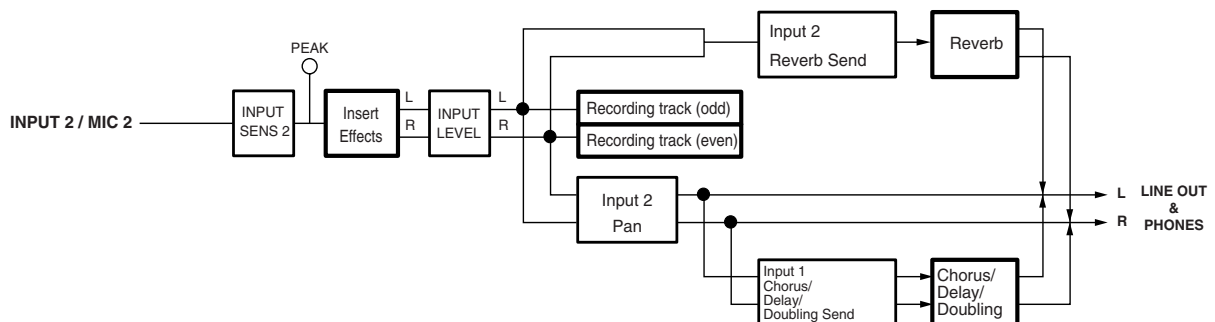 PEAK
INPUT 2 / MIC 2
INPUT
SENS 2
Insert
Effects
L
R
INPUT
LEVEL
L
R
Input 2
Reverb Send
Reverb
Recording track (odd)
Recording track (even)
Input 2
Pan
L
R
LINE OUT
&
PHONES
Input 1
Chorus/
Delay/
Doubling Send
Chorus/
Delay/
Doubling